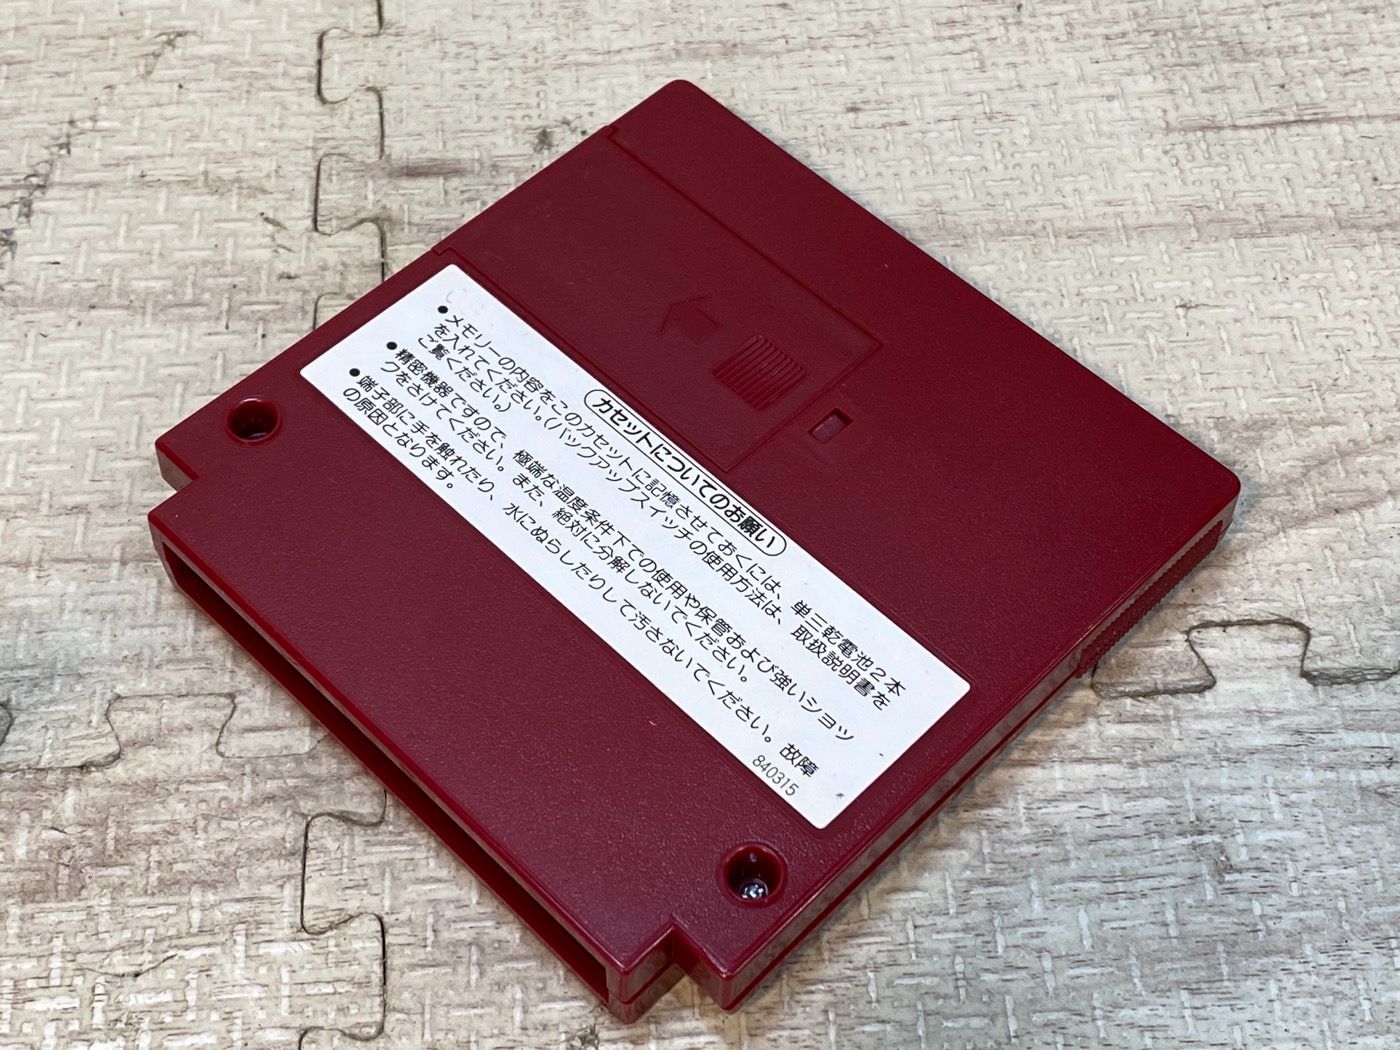 カセットについてのお願い
●メモリーの内容をこのカセットに記憶させておくには、単三乾電池2本
を入れてください。(バックアップスイッチの使用方法は、取扱説明書を
ご覧ください。)
●精密機器ですので、極端な温度条件下での使用や保管および強いショッ
クをさけてください。また、絶対に分解しないでください。
●端子部に手を触れたり、水にぬらしたりして汚さないでください。故障
の原因となります。
840315